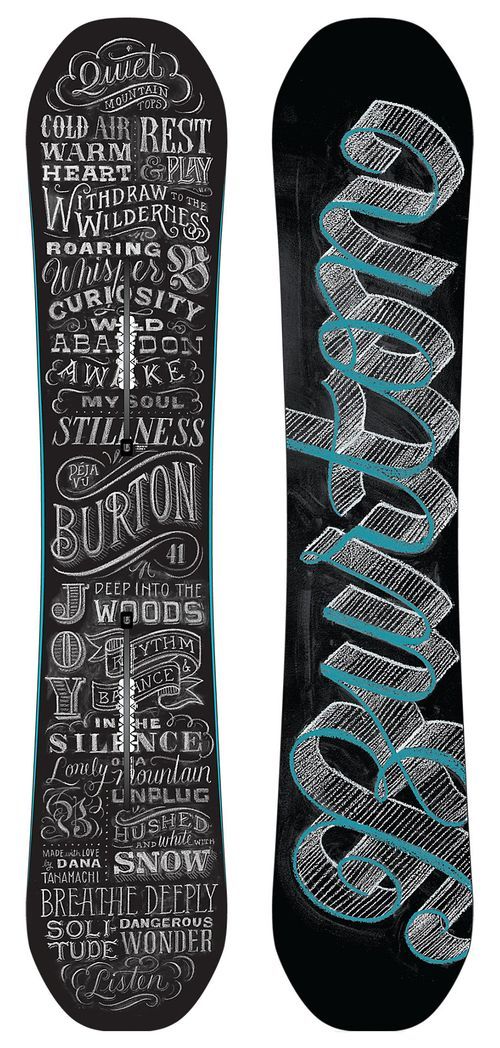 Quiet
MOUNTAIN
TOPS
COLD AIR
WARM
HEART
REST
& PLAY
WITHDRAW TO THE
WILDERNESS
ROARING
Whisper B
CURIOSITY
WILD
ABANDON
AWAKE
MY SOUL
STILLNESS
DÉJÀ
VU
BURTON
41
JOY
DEEP INTO THE
WOODS
RHYTHM
&
BALANCE
IN THE
SILENCE
OF A
Lonely Mountain
UNPLUG
B
HUSHED
AND white WITH
SNOW
MADE with LOVE
by DANA
TANAMACHI
BREATHE DEEPLY
SOLI-
TUDE
DANGEROUS
WONDER
Listen
Burton